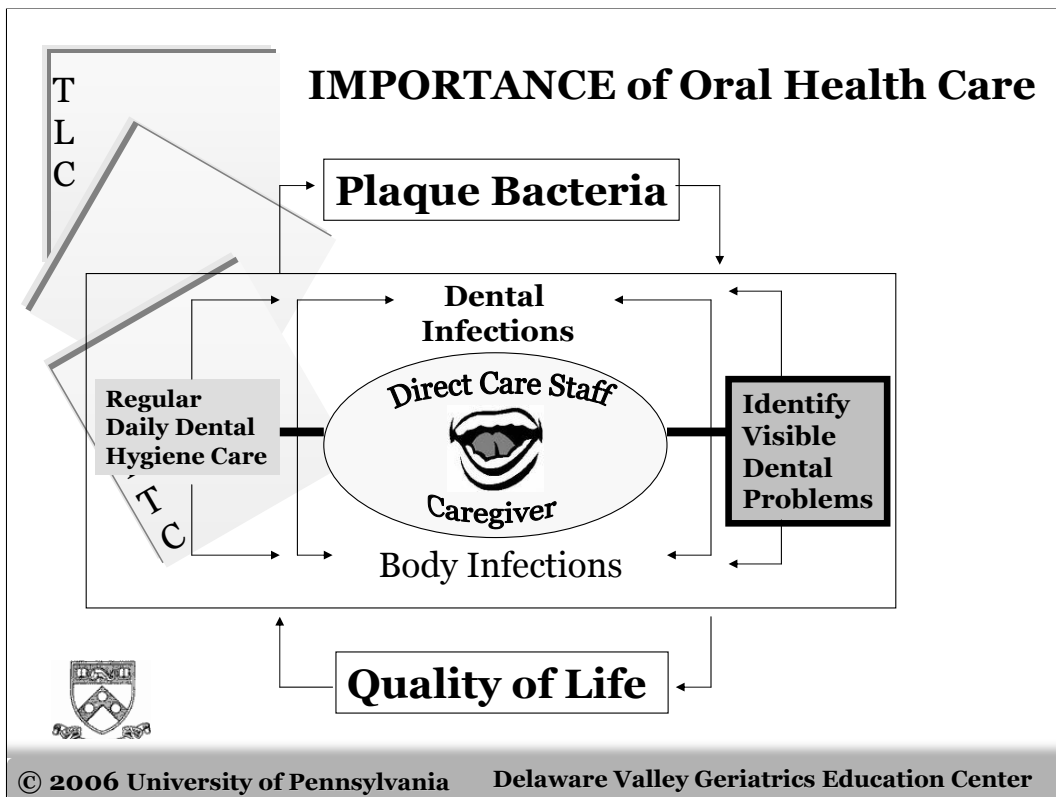 T
L
C
IMPORTANCE of Oral Health Care
Plaque Bacteria
Dental
Infections
Direct Care Staff
Regular
Daily Dental
Hygiene Care
Identify
Visible
Dental
Problems
T
C
Caregiver
Body Infections
Quality of Life
© 2006 University of Pennsylvania Delaware Valley Geriatrics Education Center